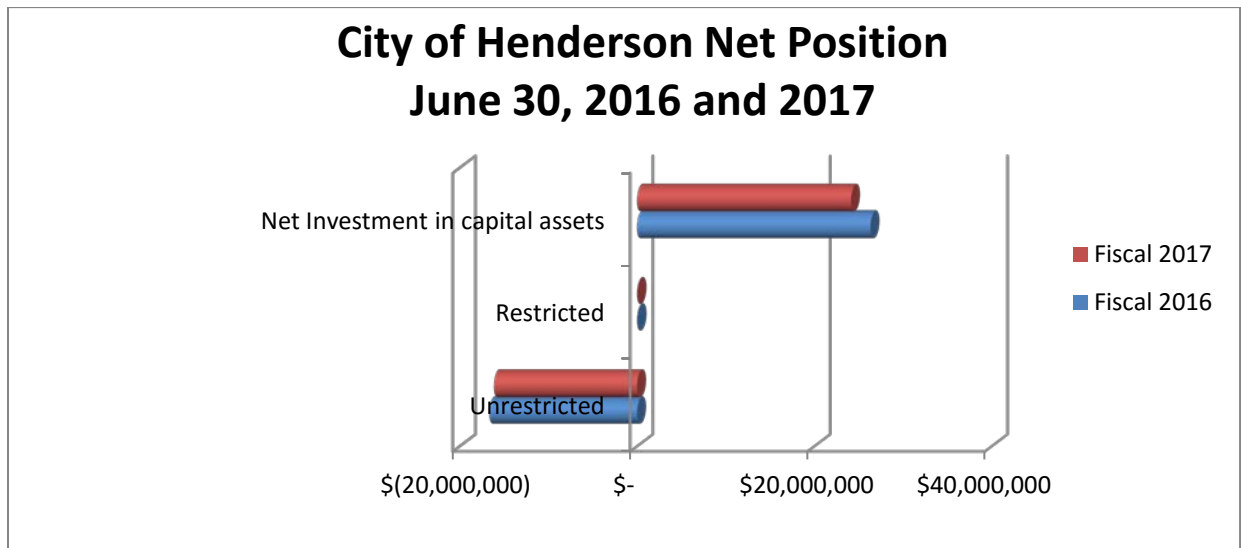 City of Henderson Net Position
June 30, 2016 and 2017
Net Investment in capital assets
Restricted
Unrestricted
Fiscal 2017
Fiscal 2016
$(20,000,000)
$-
$20,000,000
$40,000,000